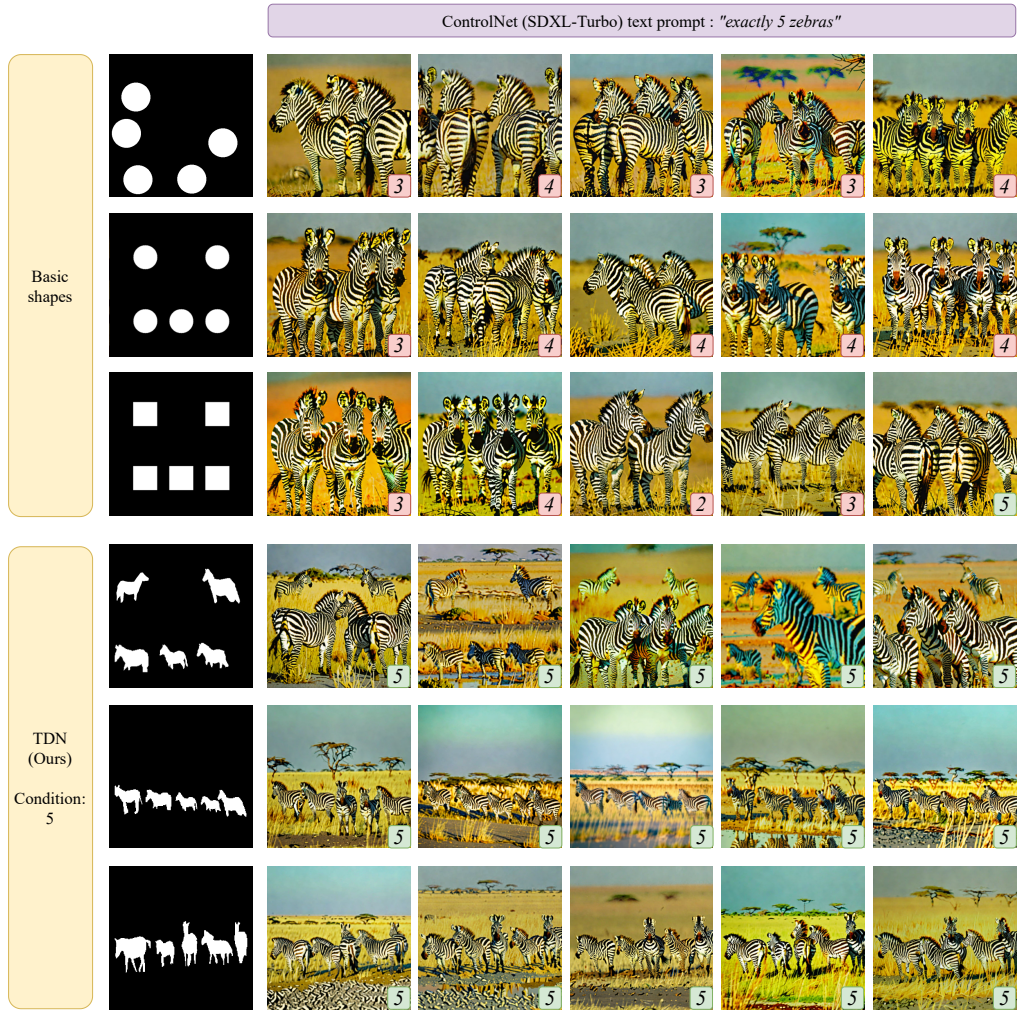 ControlNet (SDXL-Turbo) text prompt : "exactly 5 zebras"
Basic
shapes
3 4 3 3 4
3 4 4 4 4
3 4 2 3 5
TDN
(Ours)
Condition:
5
5 5 5 5 5
5 5 5 5 5
5 5 5 5 5